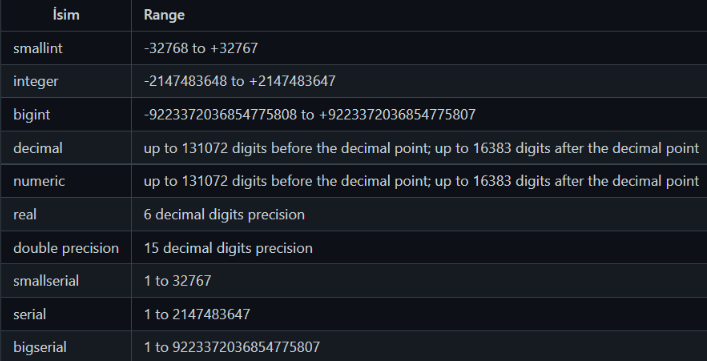 İsim Range
smallint -32768 to +32767
integer -2147483648 to +2147483647
bigint -9223372036854775808 to +9223372036854775807
decimal up to 131072 digits before the decimal point; up to 16383 digits after the decimal point
numeric up to 131072 digits before the decimal point; up to 16383 digits after the decimal point
real 6 decimal digits precision
double precision 15 decimal digits precision
smallserial 1 to 32767
serial 1 to 2147483647
bigserial 1 to 9223372036854775807